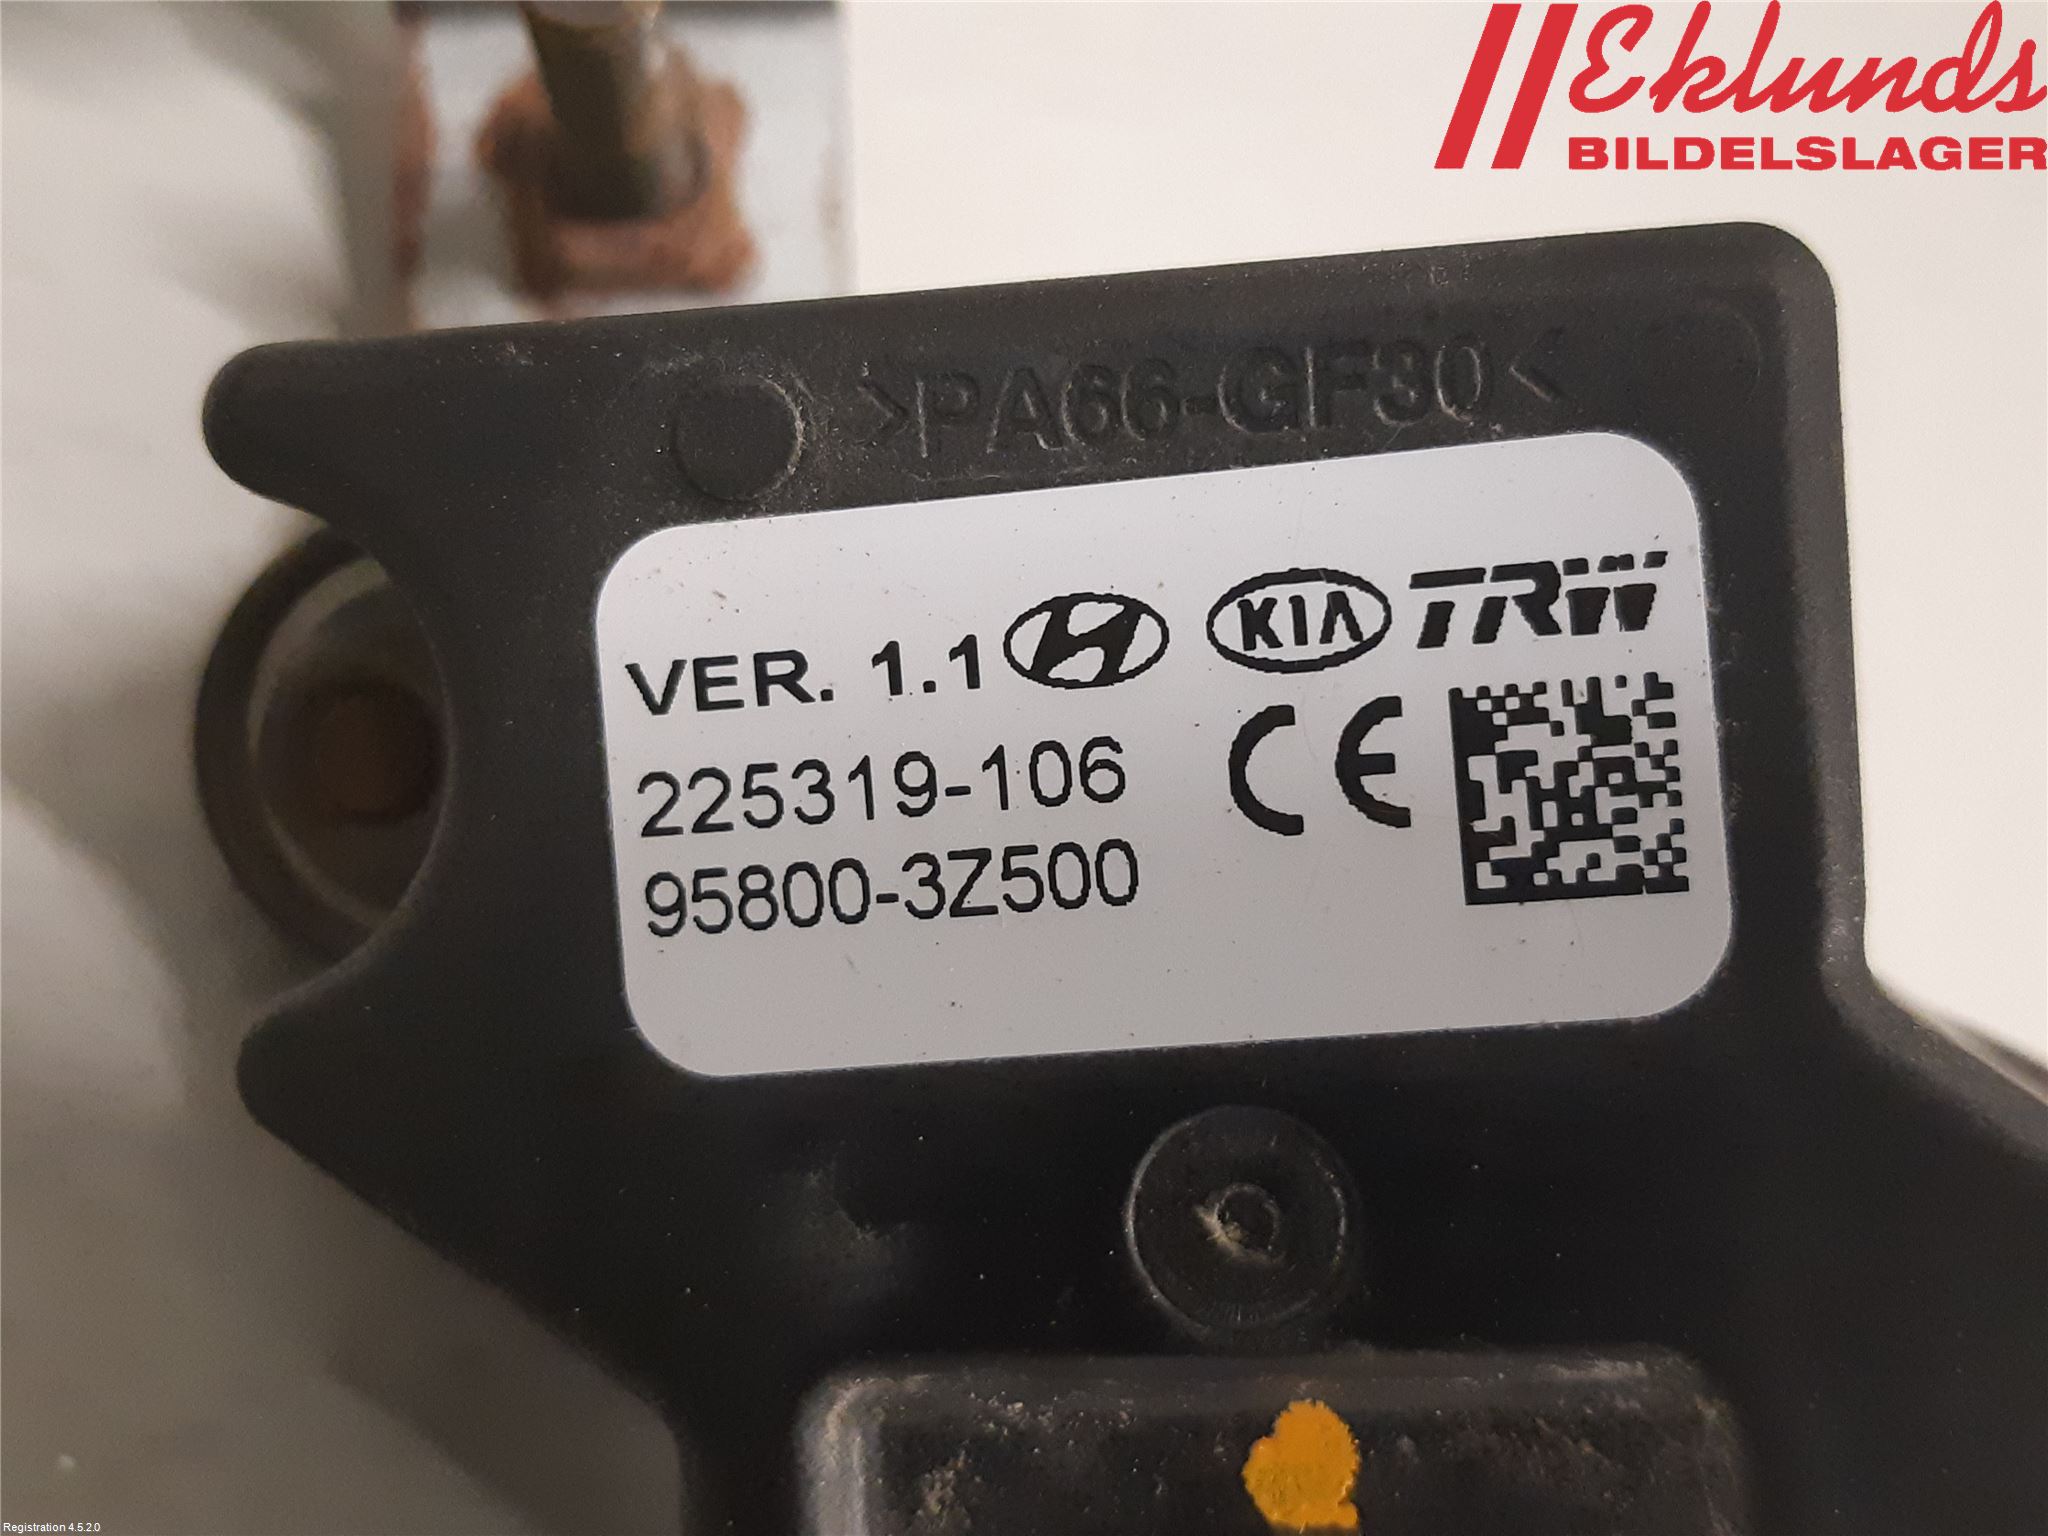 Eklunds
BILDELSLAGER
>PA66-GF30<
VER. 1.1 KIA TRW
225319-106 CE
95800-3Z500
Registration 4.5.2.0